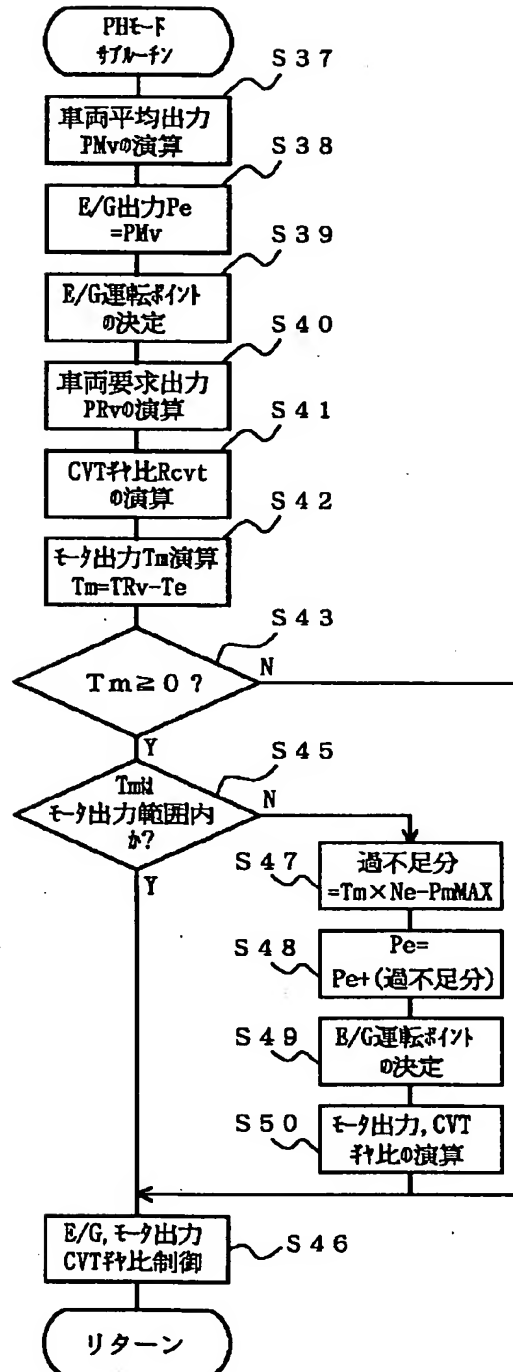 PHモード
サブルーチン
S37
車両平均出力
PMvの演算
S38
E/G出力Pe
=PMv
S39
E/G運転ポイント
の決定
S40
車両要求出力
PRvの演算
S41
CVTギヤ比Rcvt
の演算
S42
モータ出力Tm演算
Tm=TRv-Te
S43
Tm≧0?
N
Y
S45
Tmは
モータ出力範囲内
か?
N
Y
S47
過不足分
=Tm×Ne-PmMAX
S48
Pe=
Pe+(過不足分)
S49
E/G運転ポイント
の決定
S50
モータ出力,CVT
ギヤ比の演算
E/G,モータ出力
CVTギヤ比制御
S46
リターン